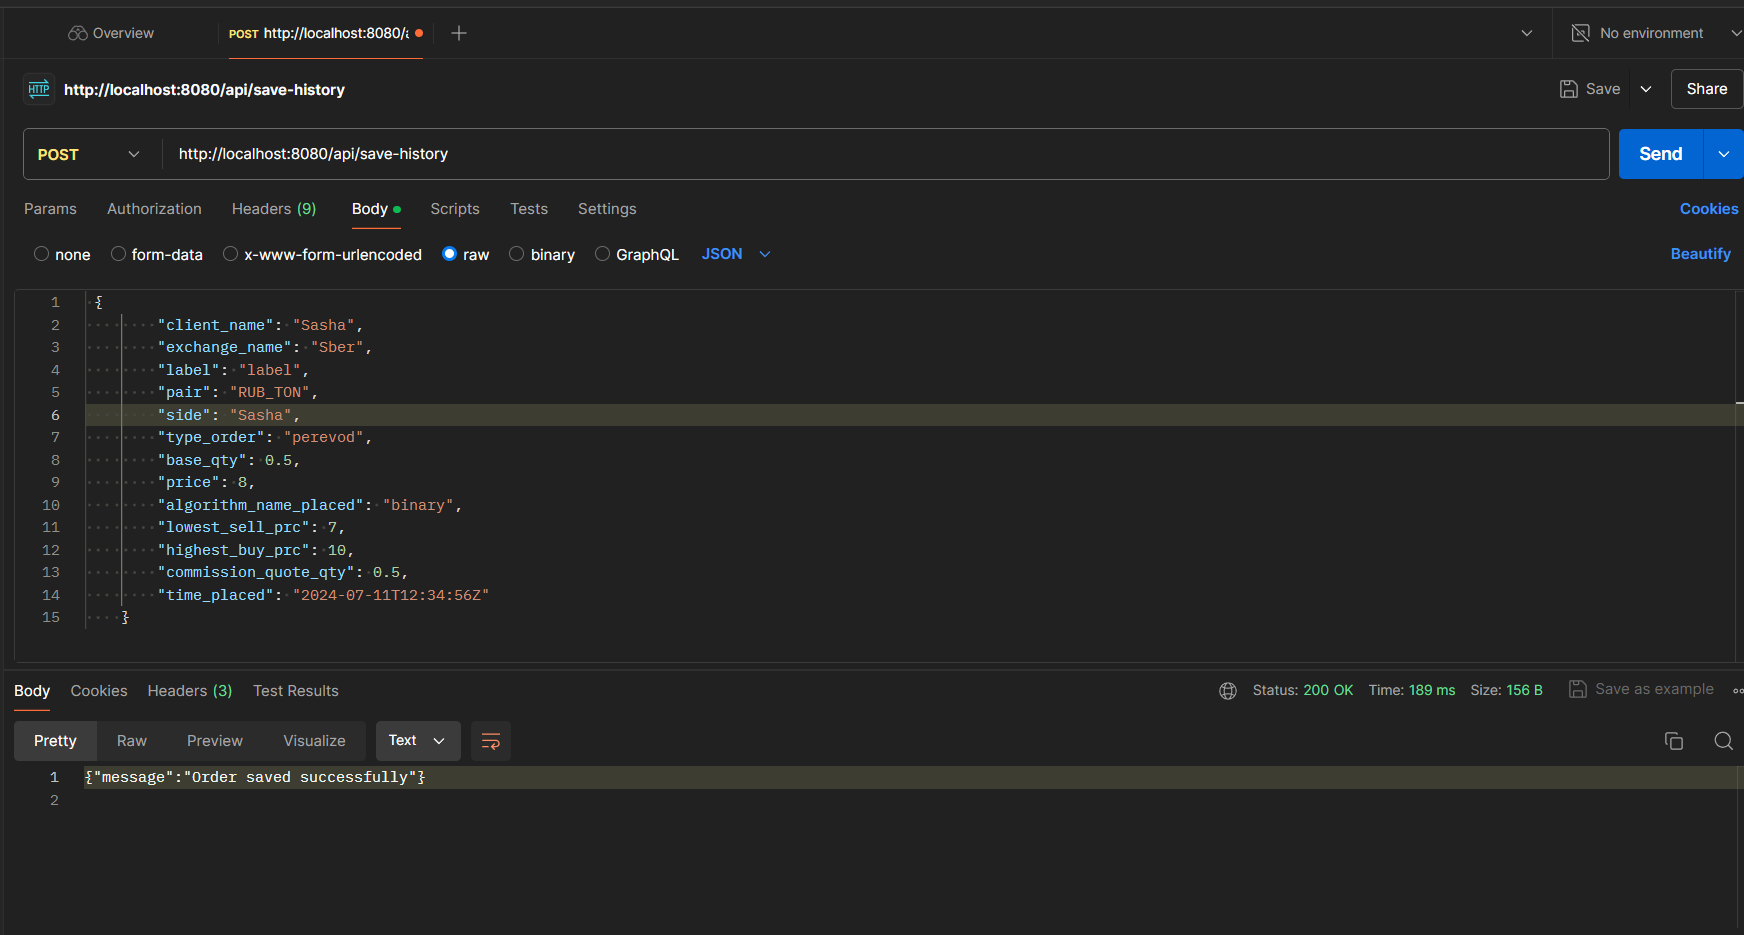 Overview
POST http://localhost:8080/a
No environment
HTTP http://localhost:8080/api/save-history
Save
Share
POST
http://localhost:8080/api/save-history
Send
Params Authorization Headers (9) Body Scripts Tests Settings
Cookies
none form-data x-www-form-urlencoded raw binary GraphQL JSON
Beautify
1 {
2 "client_name": "Sasha",
3 "exchange_name": "Sber",
4 "label": "label",
5 "pair": "RUB_TON",
6 "side": "Sasha",
7 "type_order": "perevod",
8 "base_qty": 0.5,
9 "price": 8,
10 "algorithm_name_placed": "binary",
11 "lowest_sell_prc": 7,
12 "highest_buy_prc": 10,
13 "commission_quote_qty": 0.5,
14 "time_placed": "2024-07-11T12:34:56Z"
15 }
Body Cookies Headers (3) Test Results
Status: 200 OK Time: 189 ms Size: 156 B
Save as example
Pretty Raw Preview Visualize Text
1 {"message":"Order saved successfully"}
2